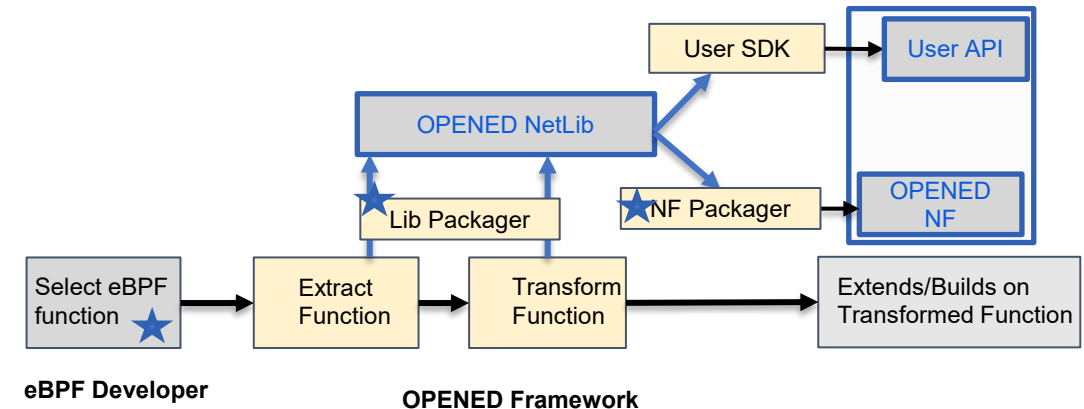 User SDK
User API
OPENED NetLib
Lib Packager
NF Packager
OPENED
NF
Select eBPF
function
Extract
Function
Transform
Function
Extends/Builds on
Transformed Function
eBPF Developer
OPENED Framework